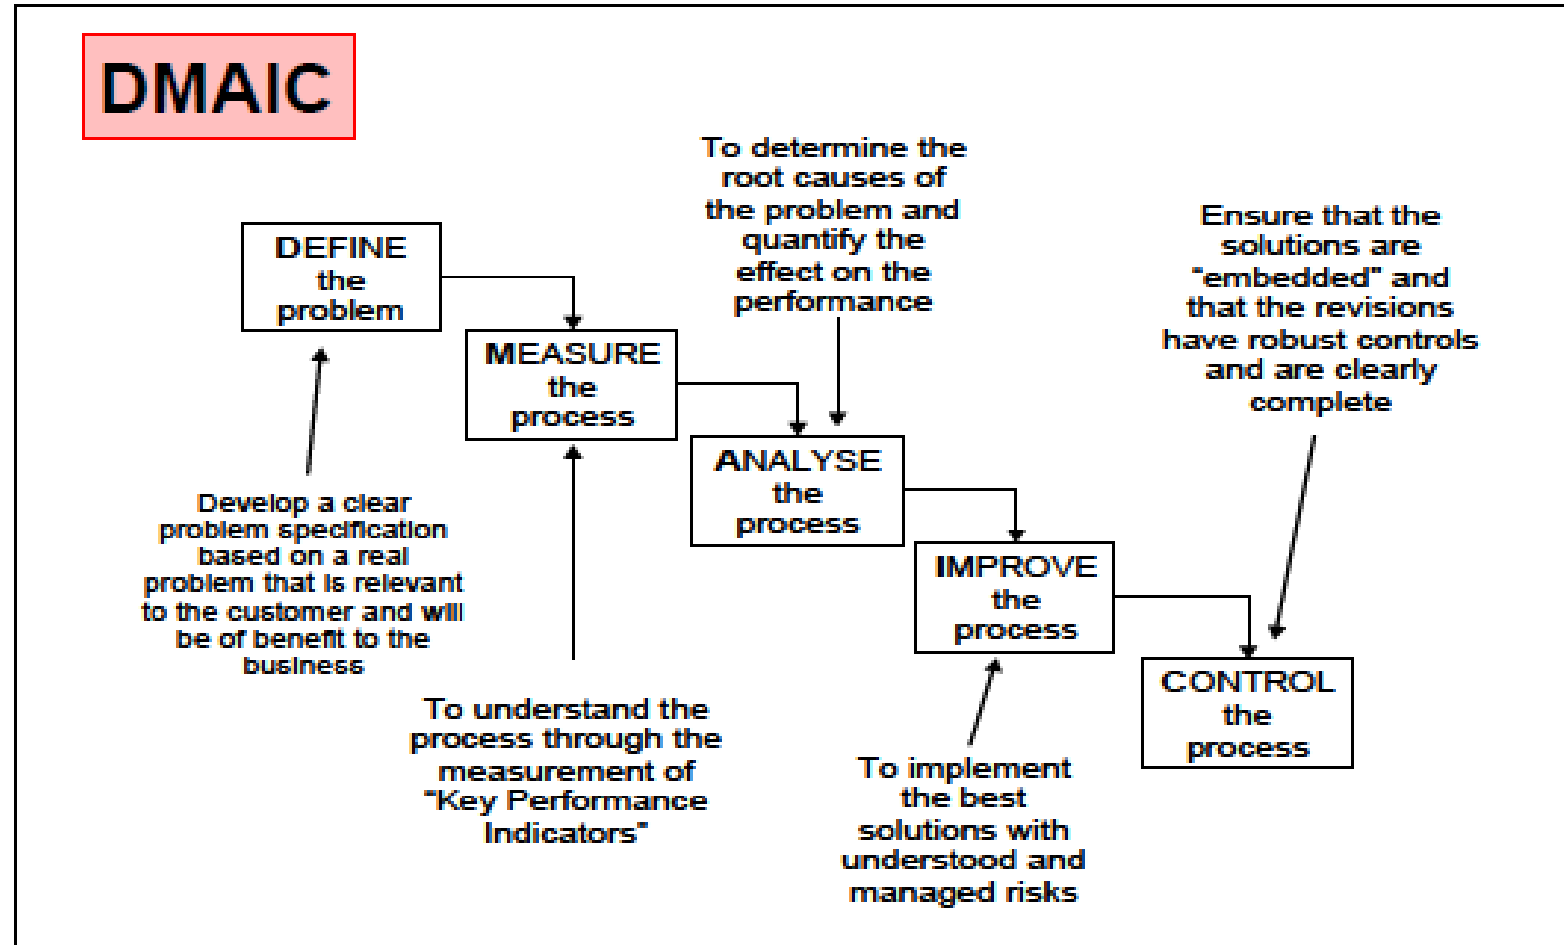 DMAIC
DEFINE
the
problem
Develop a clear
problem specification
based on a real
problem that is relevant
to the customer and will
be of benefit to the
business
MEASURE
the
process
To understand the
process through the
measurement of
"Key Performance
Indicators"
To determine the
root causes of
the problem and
quantify the
effect on the
performance
ANALYSE
the
process
IMPROVE
the
process
To implement
the best
solutions with
understood and
managed risks
Ensure that the
solutions are
"embedded" and
that the revisions
have robust controls
and are clearly
complete
CONTROL
the
process